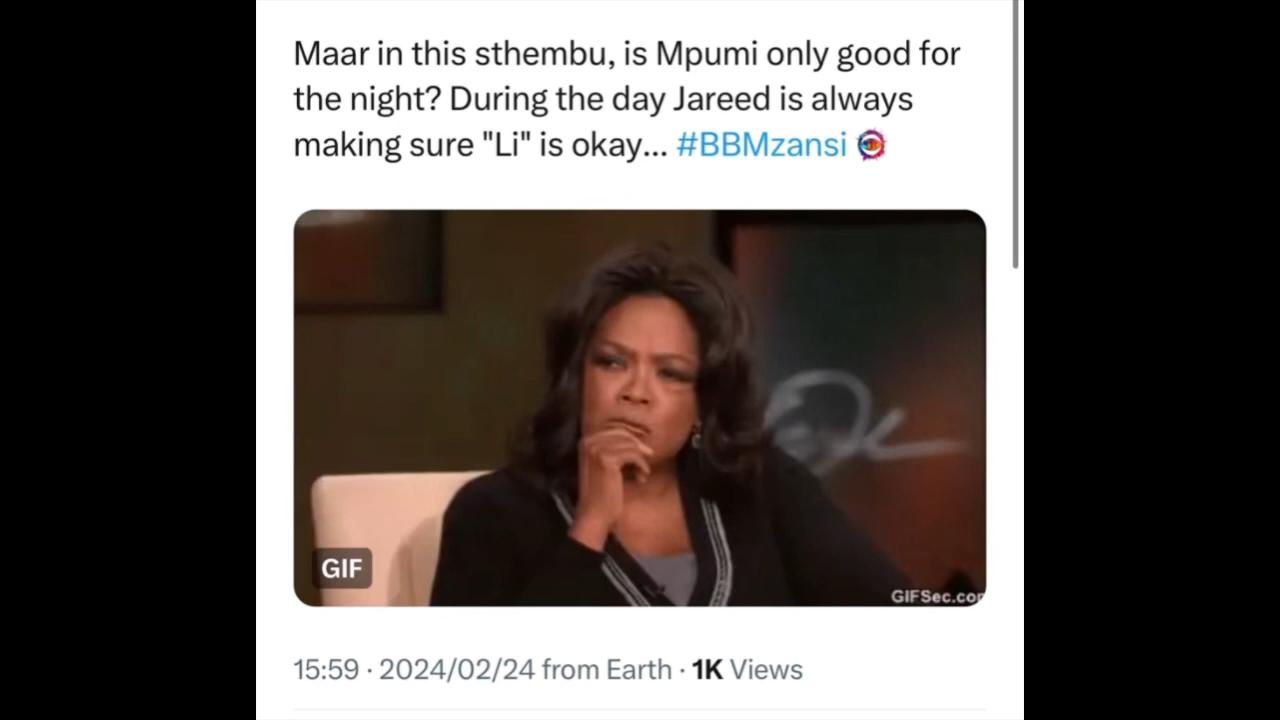 Maar in this sthembu, is Mpumi only good for
the night? During the day Jareed is always
making sure "Li" is okay... #BBMzansi
GIF
GIFSec.com
15:59 · 2024/02/24 from Earth · 1K Views